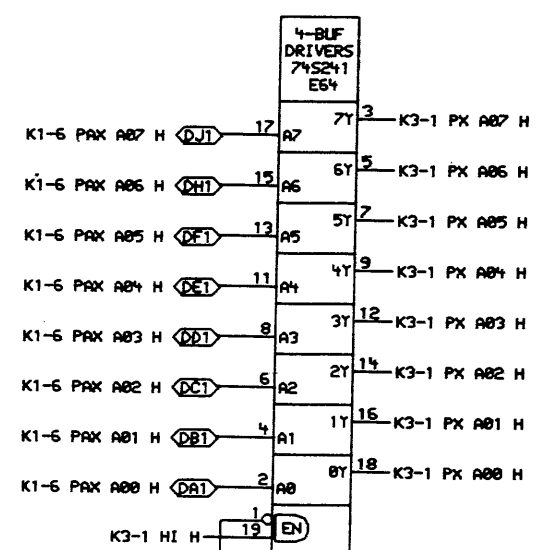 4-BUF
DRIVERS
74S241
E64
K1-6 PAX A07 H DJ1 17 A7 7Y 3 K3-1 PX A07 H
K1-6 PAX A06 H DH1 15 A6 6Y 5 K3-1 PX A06 H
K1-6 PAX A05 H DF1 13 A5 5Y 7 K3-1 PX A05 H
K1-6 PAX A04 H DE1 11 A4 4Y 9 K3-1 PX A04 H
K1-6 PAX A03 H DD1 8 A3 3Y 12 K3-1 PX A03 H
K1-6 PAX A02 H DC1 6 A2 2Y 14 K3-1 PX A02 H
K1-6 PAX A01 H DB1 4 A1 1Y 16 K3-1 PX A01 H
K1-6 PAX A00 H DA1 2 A0 0Y 18 K3-1 PX A00 H
1
K3-1 HI H 19 EN